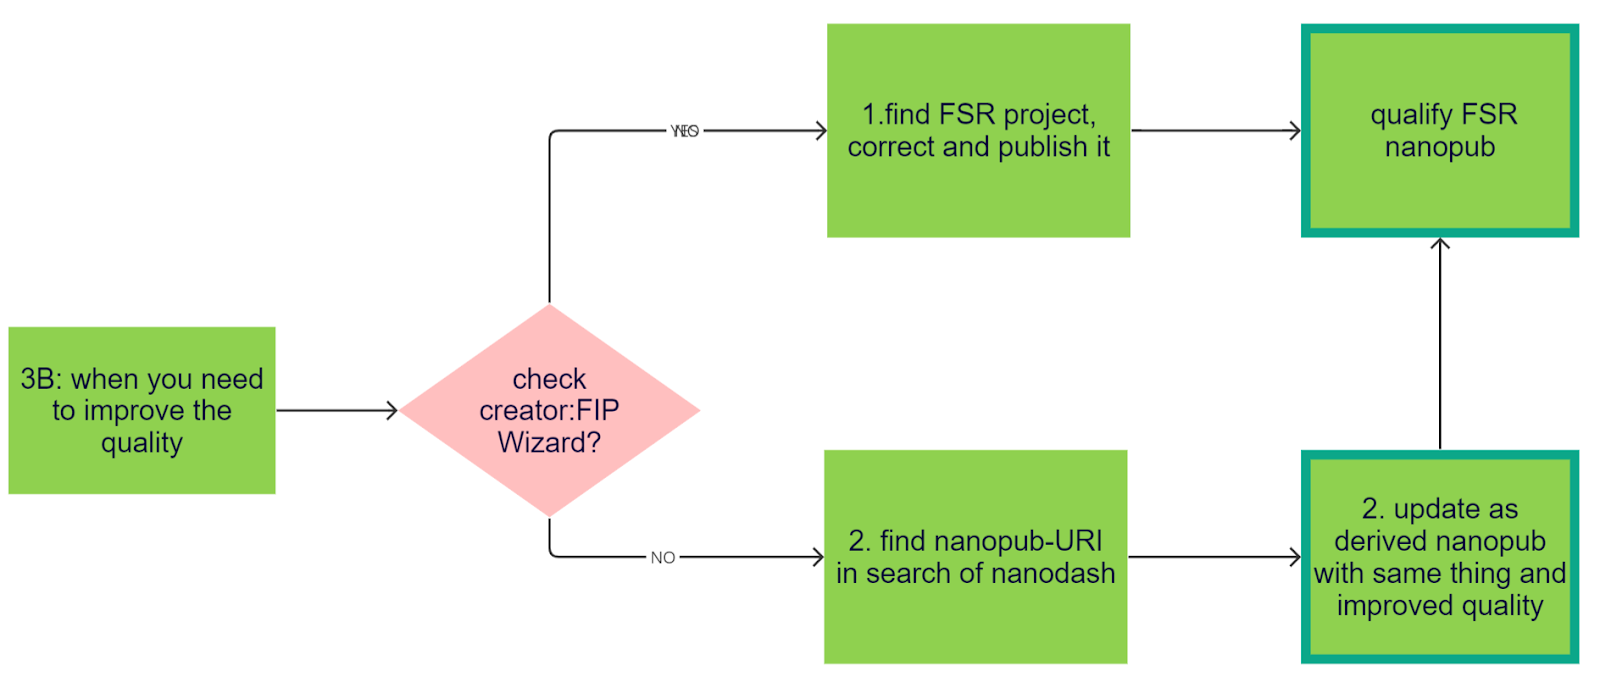 1.find FSR project,
correct and publish it
qualify FSR
nanopub
3B: when you need
to improve the
quality
check
creator:FIP
Wizard?
NO
2. find nanopub-URI
in search of nanodash
2. update as
derived nanopub
with same thing and
improved quality